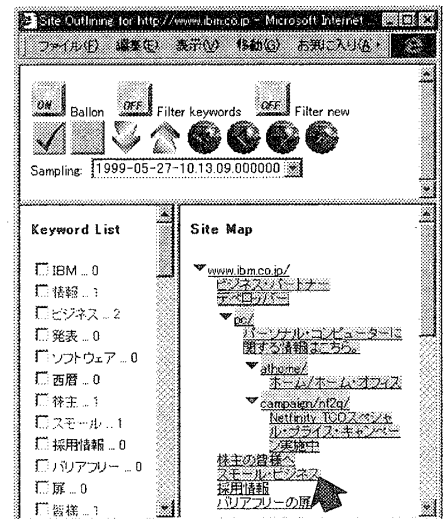 Site Outlining for http://www.ibm.co.jp - Microsoft Internet ...
ファイル(F) 編集(E) 表示(V) 移動(G) お気に入り(A)
ON Ballon OFF Filter keywords OFF Filter new
Sampling: 1999-05-27-10.13.09.000000
Keyword List
IBM ... 0
情報 ... 1
ビジネス ... 2
発表 ... 0
ソフトウェア ... 0
西暦 ... 0
株主 ... 1
スモール ... 1
採用情報 ... 0
バリアフリー ... 0
扉 ... 0
皆様 ... 1
Site Map
www.ibm.co.jp/
ビジネス・パートナー
デベロッパー
pc/
パーソナル・コンピューターに
関する情報はこちら。
athome/
ホーム/ホーム・オフィス
campaign/nf2q/
Netfinity TCOスペシャ
ル・プライス・キャンペー
ン実施中
株主の皆様へ
スモール・ビジネス
採用情報
バリアフリーの扉